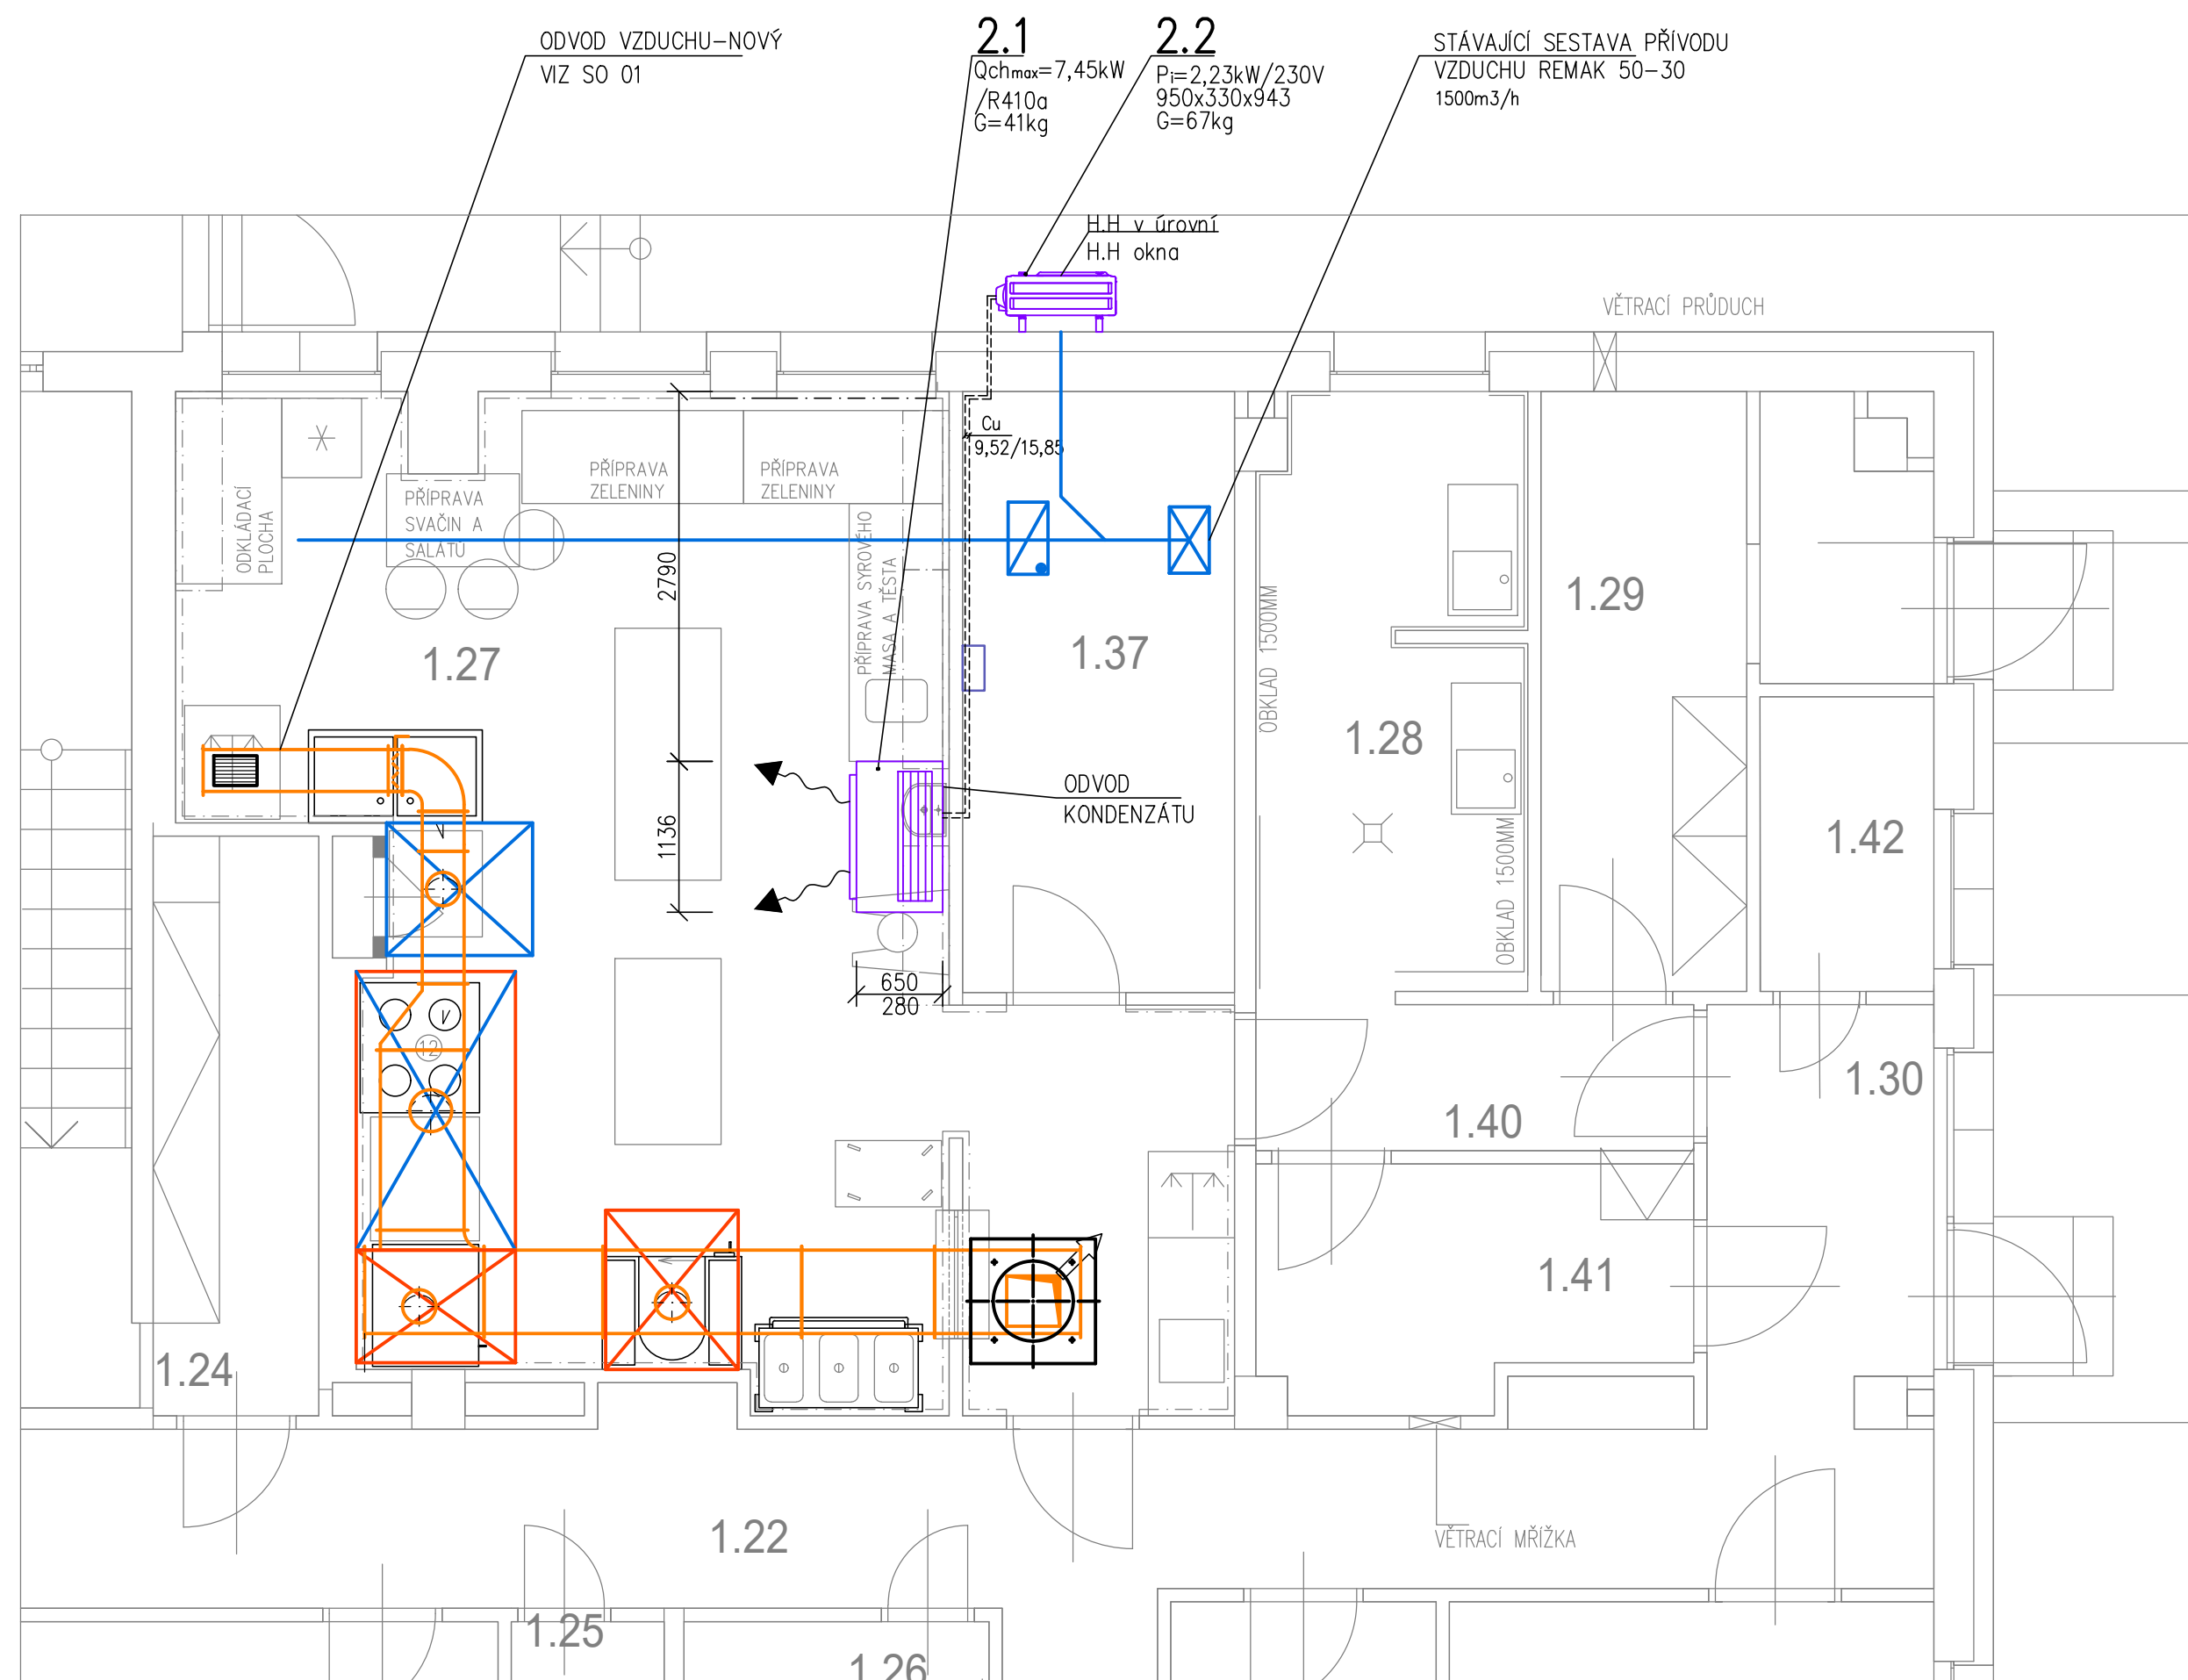 ODVOD VZDUCHU-NOVÝ
VIZ SO 01
2.1
Qchmax=7,45kW
/R410a
G=41kg
2.2
Pi=2,23kW/230V
950x330x943
G=67kg
STÁVAJÍCÍ SESTAVA PŘÍVODU
VZDUCHU REMAK 50-30
1500m3/h
H.H v úrovní
H.H okna
VĚTRACÍ PRŮDUCH
Cu
9,52/15,85
PŘÍPRAVA
ZELENINY
PŘÍPRAVA
ZELENINY
PŘÍPRAVA
SVAČIN A
SALÁTŮ
ODKLÁDACÍ
PLOCHA
PŘÍPRAVA SYROVÉHO
MASA A TĚSTA
2790
1136
1.27
1.37
OBKLAD 1500MM
1.29
1.28
OBKLAD 1500MM
1.42
ODVOD
KONDENZÁTU
650
280
12
1.30
1.40
1.41
1.24
1.22
VĚTRACÍ MŘÍŽKA
1.25
1.26